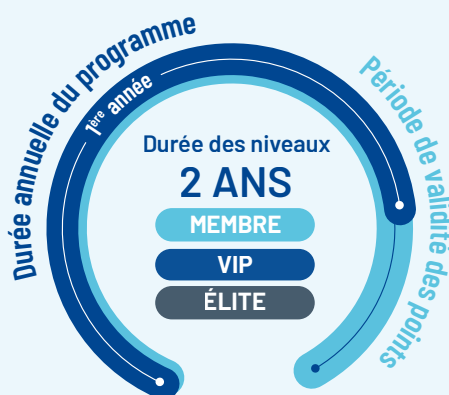 Durée annuelle du programme
1ère année
Période de validité des points
Durée des niveaux
2 ANS
MEMBRE
VIP
ÉLITE